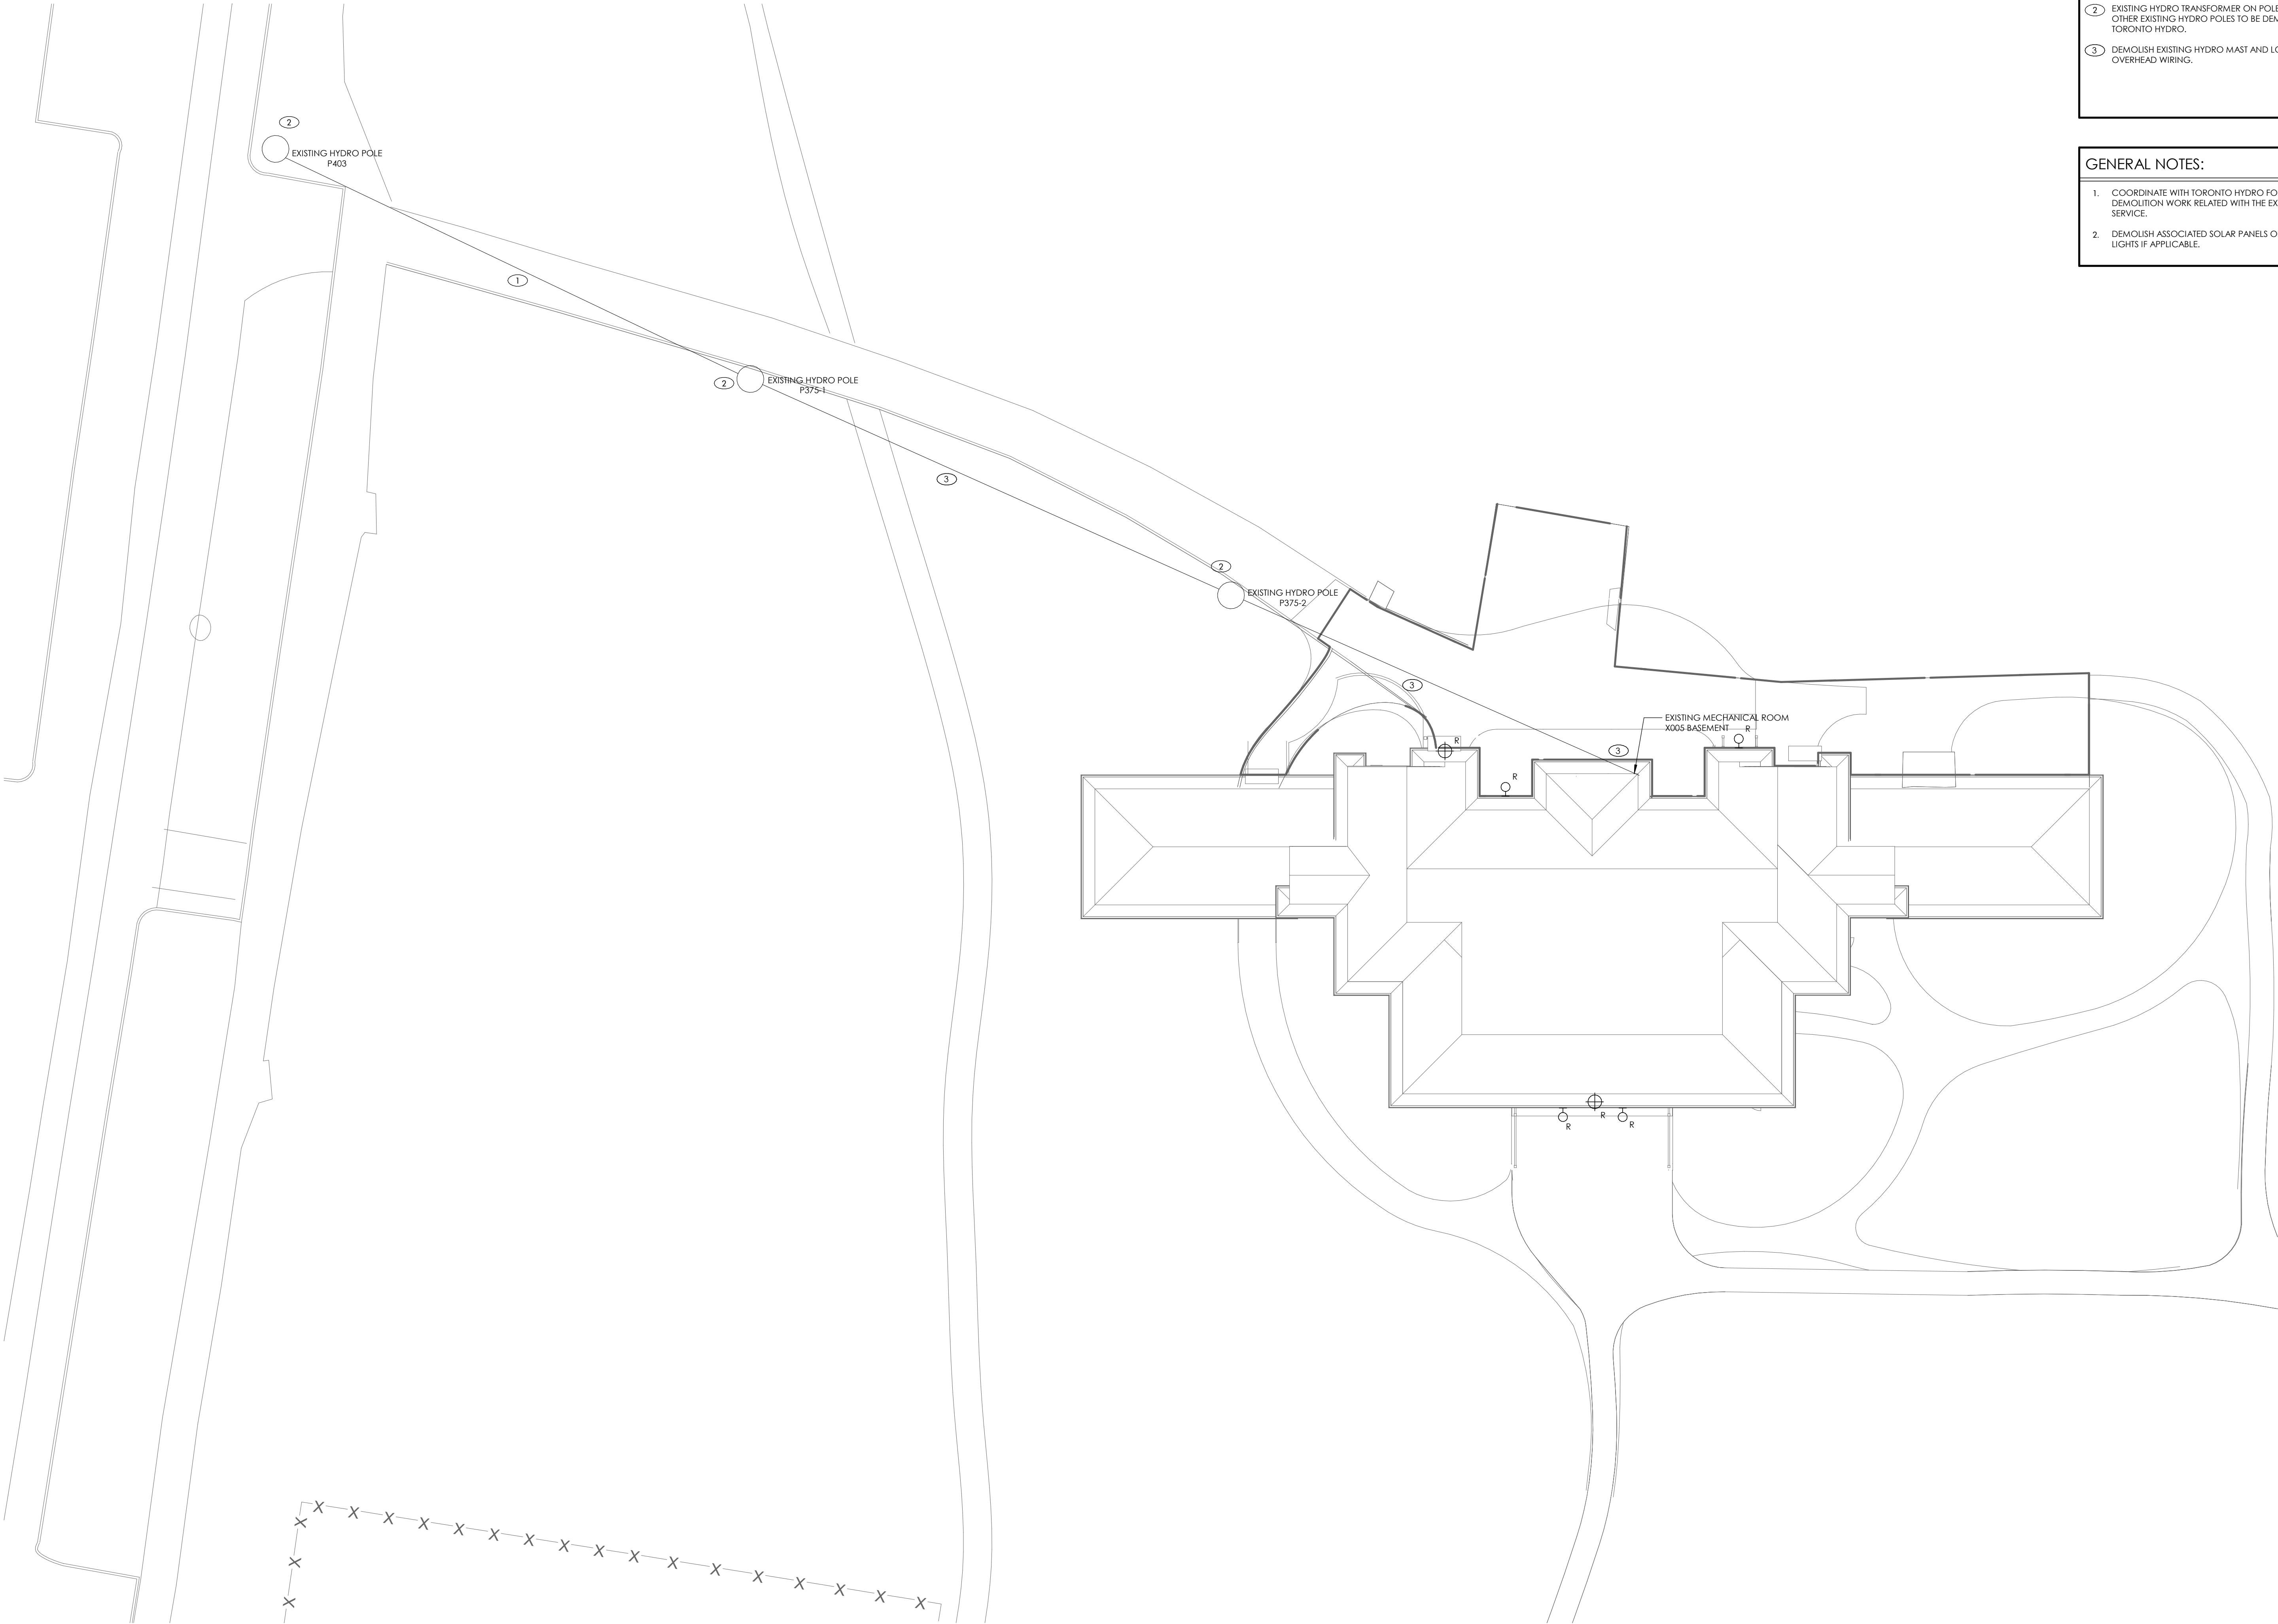 2 EXISTING HYDRO TRANSFORMER ON POLE
OTHER EXISTING HYDRO POLES TO BE DEM
TORONTO HYDRO.
3 DEMOLISH EXISTING HYDRO MAST AND LO
OVERHEAD WIRING.
GENERAL NOTES:
1. COORDINATE WITH TORONTO HYDRO FO
DEMOLITION WORK RELATED WITH THE EX
SERVICE.
2. DEMOLISH ASSOCIATED SOLAR PANELS O
LIGHTS IF APPLICABLE.
2
EXISTING HYDRO POLE
P403
1
2
EXISTING HYDRO POLE
P375-1
3
2
EXISTING HYDRO POLE
P375-2
3
EXISTING MECHANICAL ROOM
X005 BASEMENT
R
R
3
R
R
R
R
X X X X X X X X X X X X X X X X X
X
X
X